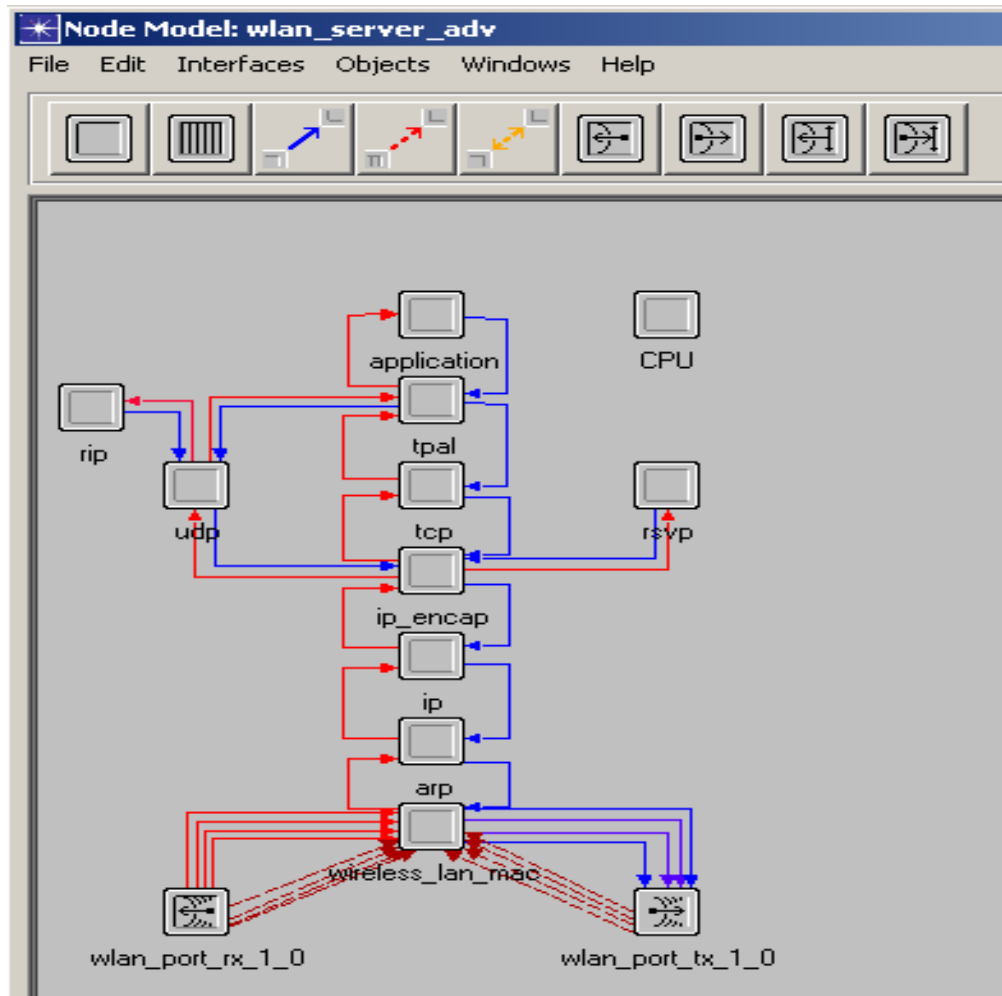 Node Model: wlan_server_adv
File Edit Interfaces Objects Windows Help
application
CPU
rip
tpal
udp
tcp
rsvp
ip_encap
ip
arp
wireless_lan_mac
wlan_port_rx_1_0
wlan_port_tx_1_0